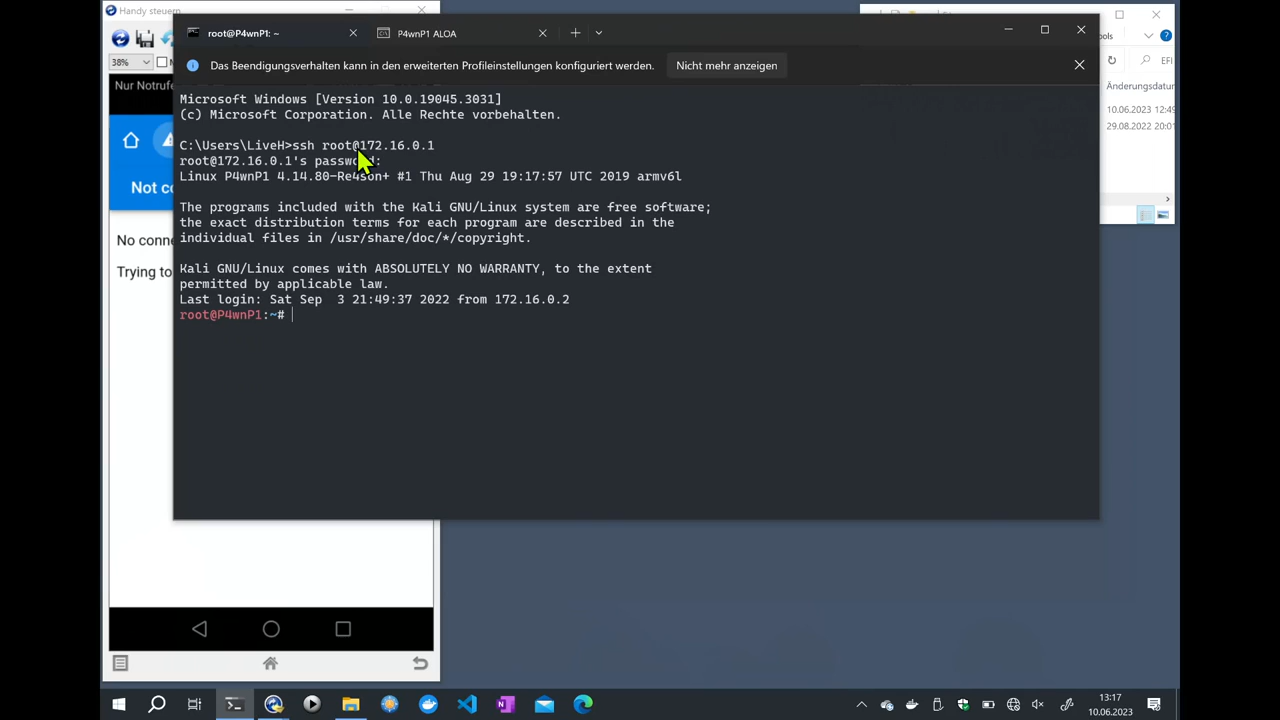 Handy steuern
root@P4wnP1: ~
P4wnP1 ALOA
38%
Das Beendigungsverhalten kann in den erweiterten Profileinstellungen konfiguriert werden.
Nicht mehr anzeigen
EFI
Nur Notrufe
Microsoft Windows [Version 10.0.19045.3031]
(c) Microsoft Corporation. Alle Rechte vorbehalten.
Änderungsdatum
10.06.2023 12:49
29.08.2022 20:01
C:\Users\LiveH>ssh root@172.16.0.1
root@172.16.0.1's password:
Linux P4wnP1 4.14.80-Re4son+ #1 Thu Aug 29 19:17:57 UTC 2019 armv6l
Not co
The programs included with the Kali GNU/Linux system are free software;
the exact distribution terms for each program are described in the
individual files in /usr/share/doc/*/copyright.
No conne
Trying to
Kali GNU/Linux comes with ABSOLUTELY NO WARRANTY, to the extent
permitted by applicable law.
Last login: Sat Sep  3 21:49:37 2022 from 172.16.0.2
root@P4wnP1:~#
13:17
10.06.2023